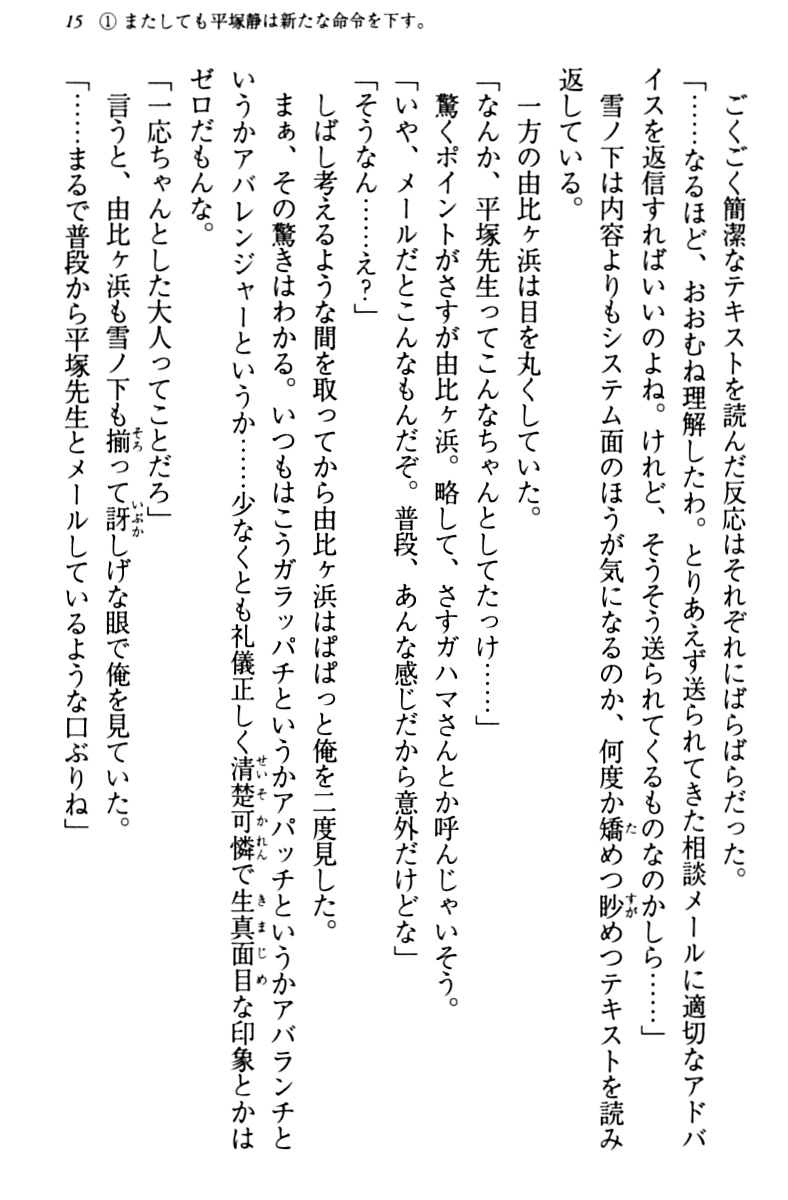 15 ① またしても平塚静は新たな命令を下す。
　ごくごく簡潔なテキストを読んだ反応はそれぞれにばらばらだった。
「……なるほど、おおむね理解したわ。とりあえず送られてきた相談メールに適切なアドバ
イスを返信すればいいのよね。けれど、そうそう送られてくるものなのかしら……」
　雪ノ下は内容よりもシステム面のほうが気になるのか、何度か矯めつ眇めつテキストを読み
返している。
　一方の由比ヶ浜は目を丸くしていた。
「なんか、平塚先生ってこんなちゃんとしてたっけ……」
　驚くポイントがさすが由比ヶ浜。略して、さすガハマさんとか呼んじゃいそう。
「いや、メールだとこんなもんだぞ。普段、あんな感じだから意外だけどな」
「そうなん……え？」
　しばし考えるような間を取ってから由比ヶ浜はぱぱっと俺を二度見した。
　まぁ、その驚きはわかる。いつもはこうガラッパチというかアパッチというかアバランチと
いうかアバレンジャーというか……少なくとも礼儀正しく清楚可憐で生真面目な印象とかは
ゼロだもんな。
「一応ちゃんとした大人ってことだろ」
　言うと、由比ヶ浜も雪ノ下も揃って訝しげな眼で俺を見ていた。
「……まるで普段から平塚先生とメールしているような口ぶりね」